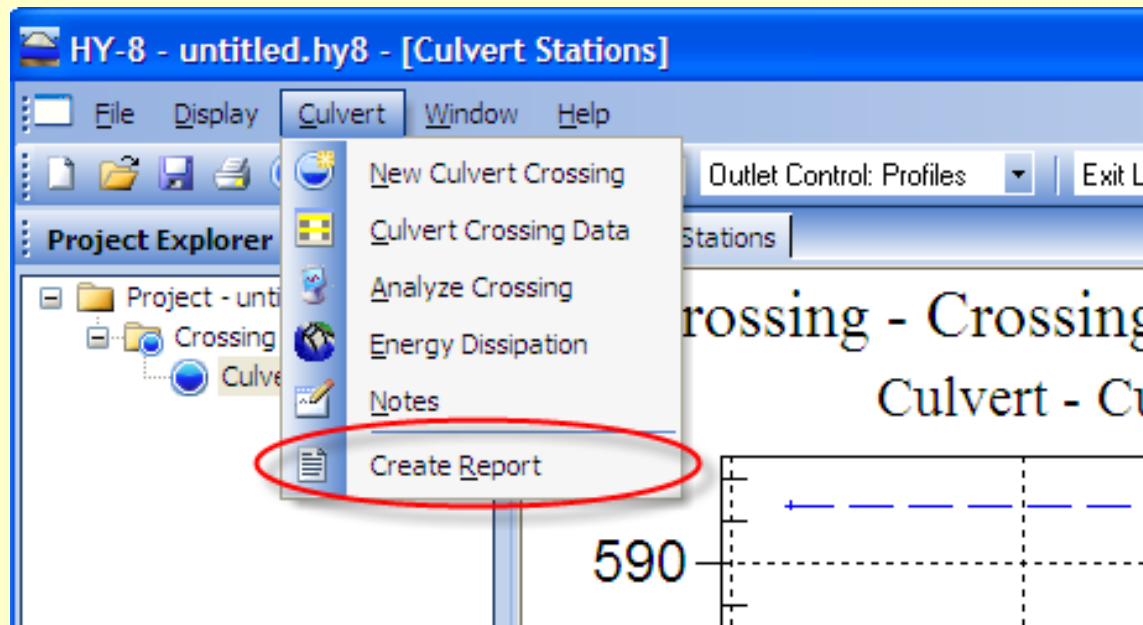 HY-8 - untitled.hy8 - [Culvert Stations]
File Display Culvert Window Help
New Culvert Crossing
Outlet Control: Profiles
Exit L
Project Explorer
Stations
Culvert Crossing Data
Project - unti
Analyze Crossing
Crossing
Energy Dissipation
Culve
Notes
Create Report
rossing - Crossing
Culvert - Cu
590